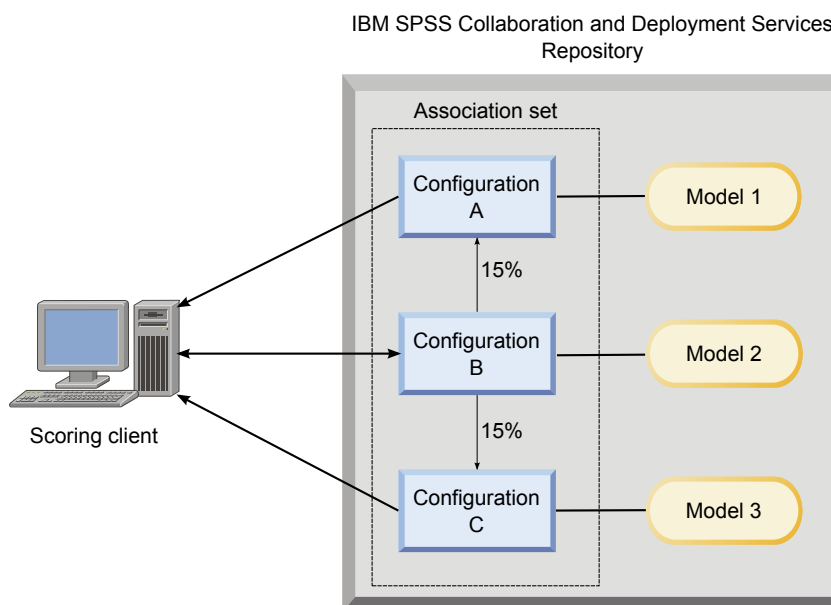 IBM SPSS Collaboration and Deployment Services
Repository
Association set
Configuration
A
Model 1
15%
Configuration
B
Model 2
Scoring client
15%
Configuration
C
Model 3